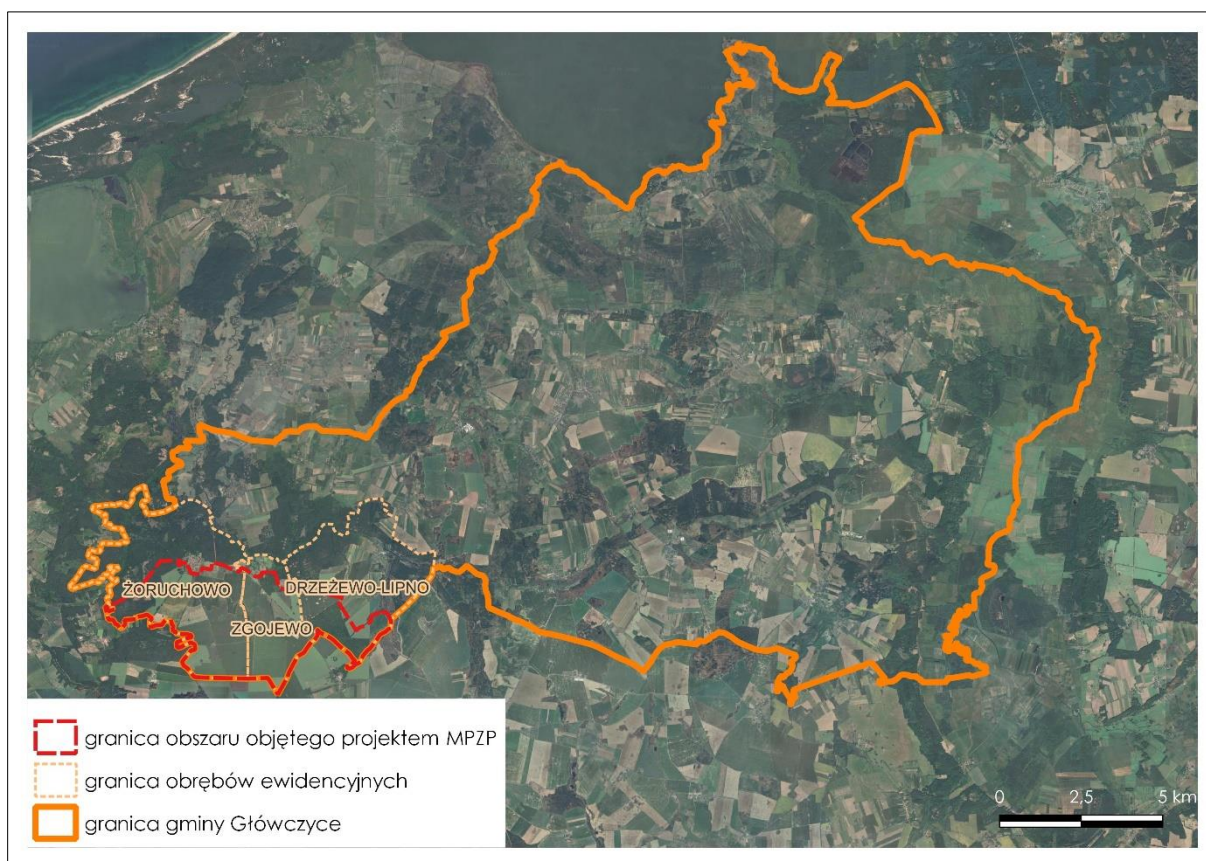 ŻORUCHOWO
DRZEŻEWO-LIPNO
ZGOJEWO
granica obszaru objętego projektem MPZP
granica obrębów ewidencyjnych
granica gminy Główczyce
0 2,5 5 km